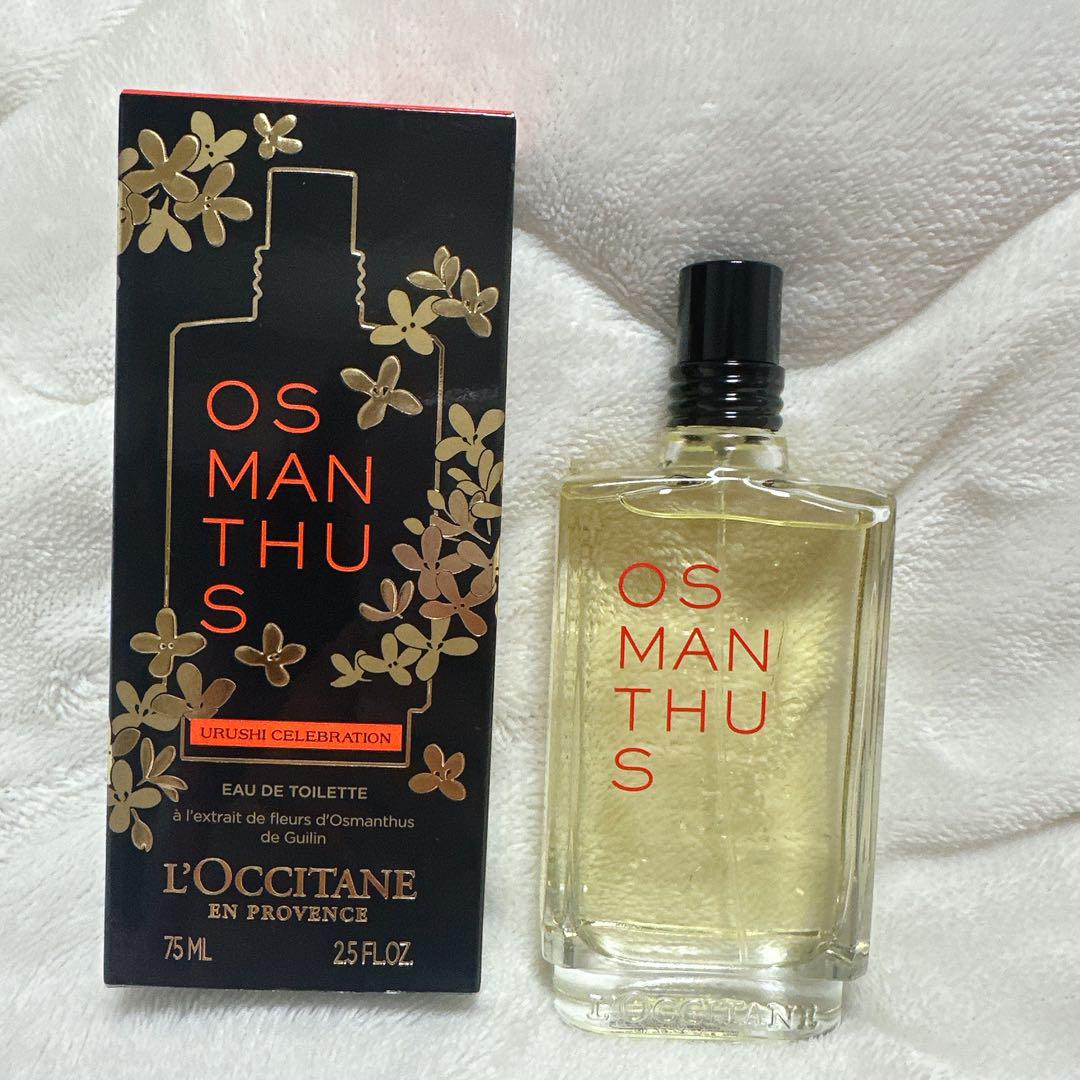 OS
MAN
THU
S
URUSHI CELEBRATION
EAU DE TOILETTE
à l'extrait de fleurs d'Osmanthus
de Guilin
L'OCCITANE
EN PROVENCE
75 ML 2.5 FL.OZ.
OS
MAN
THU
S
L'OCCITANE